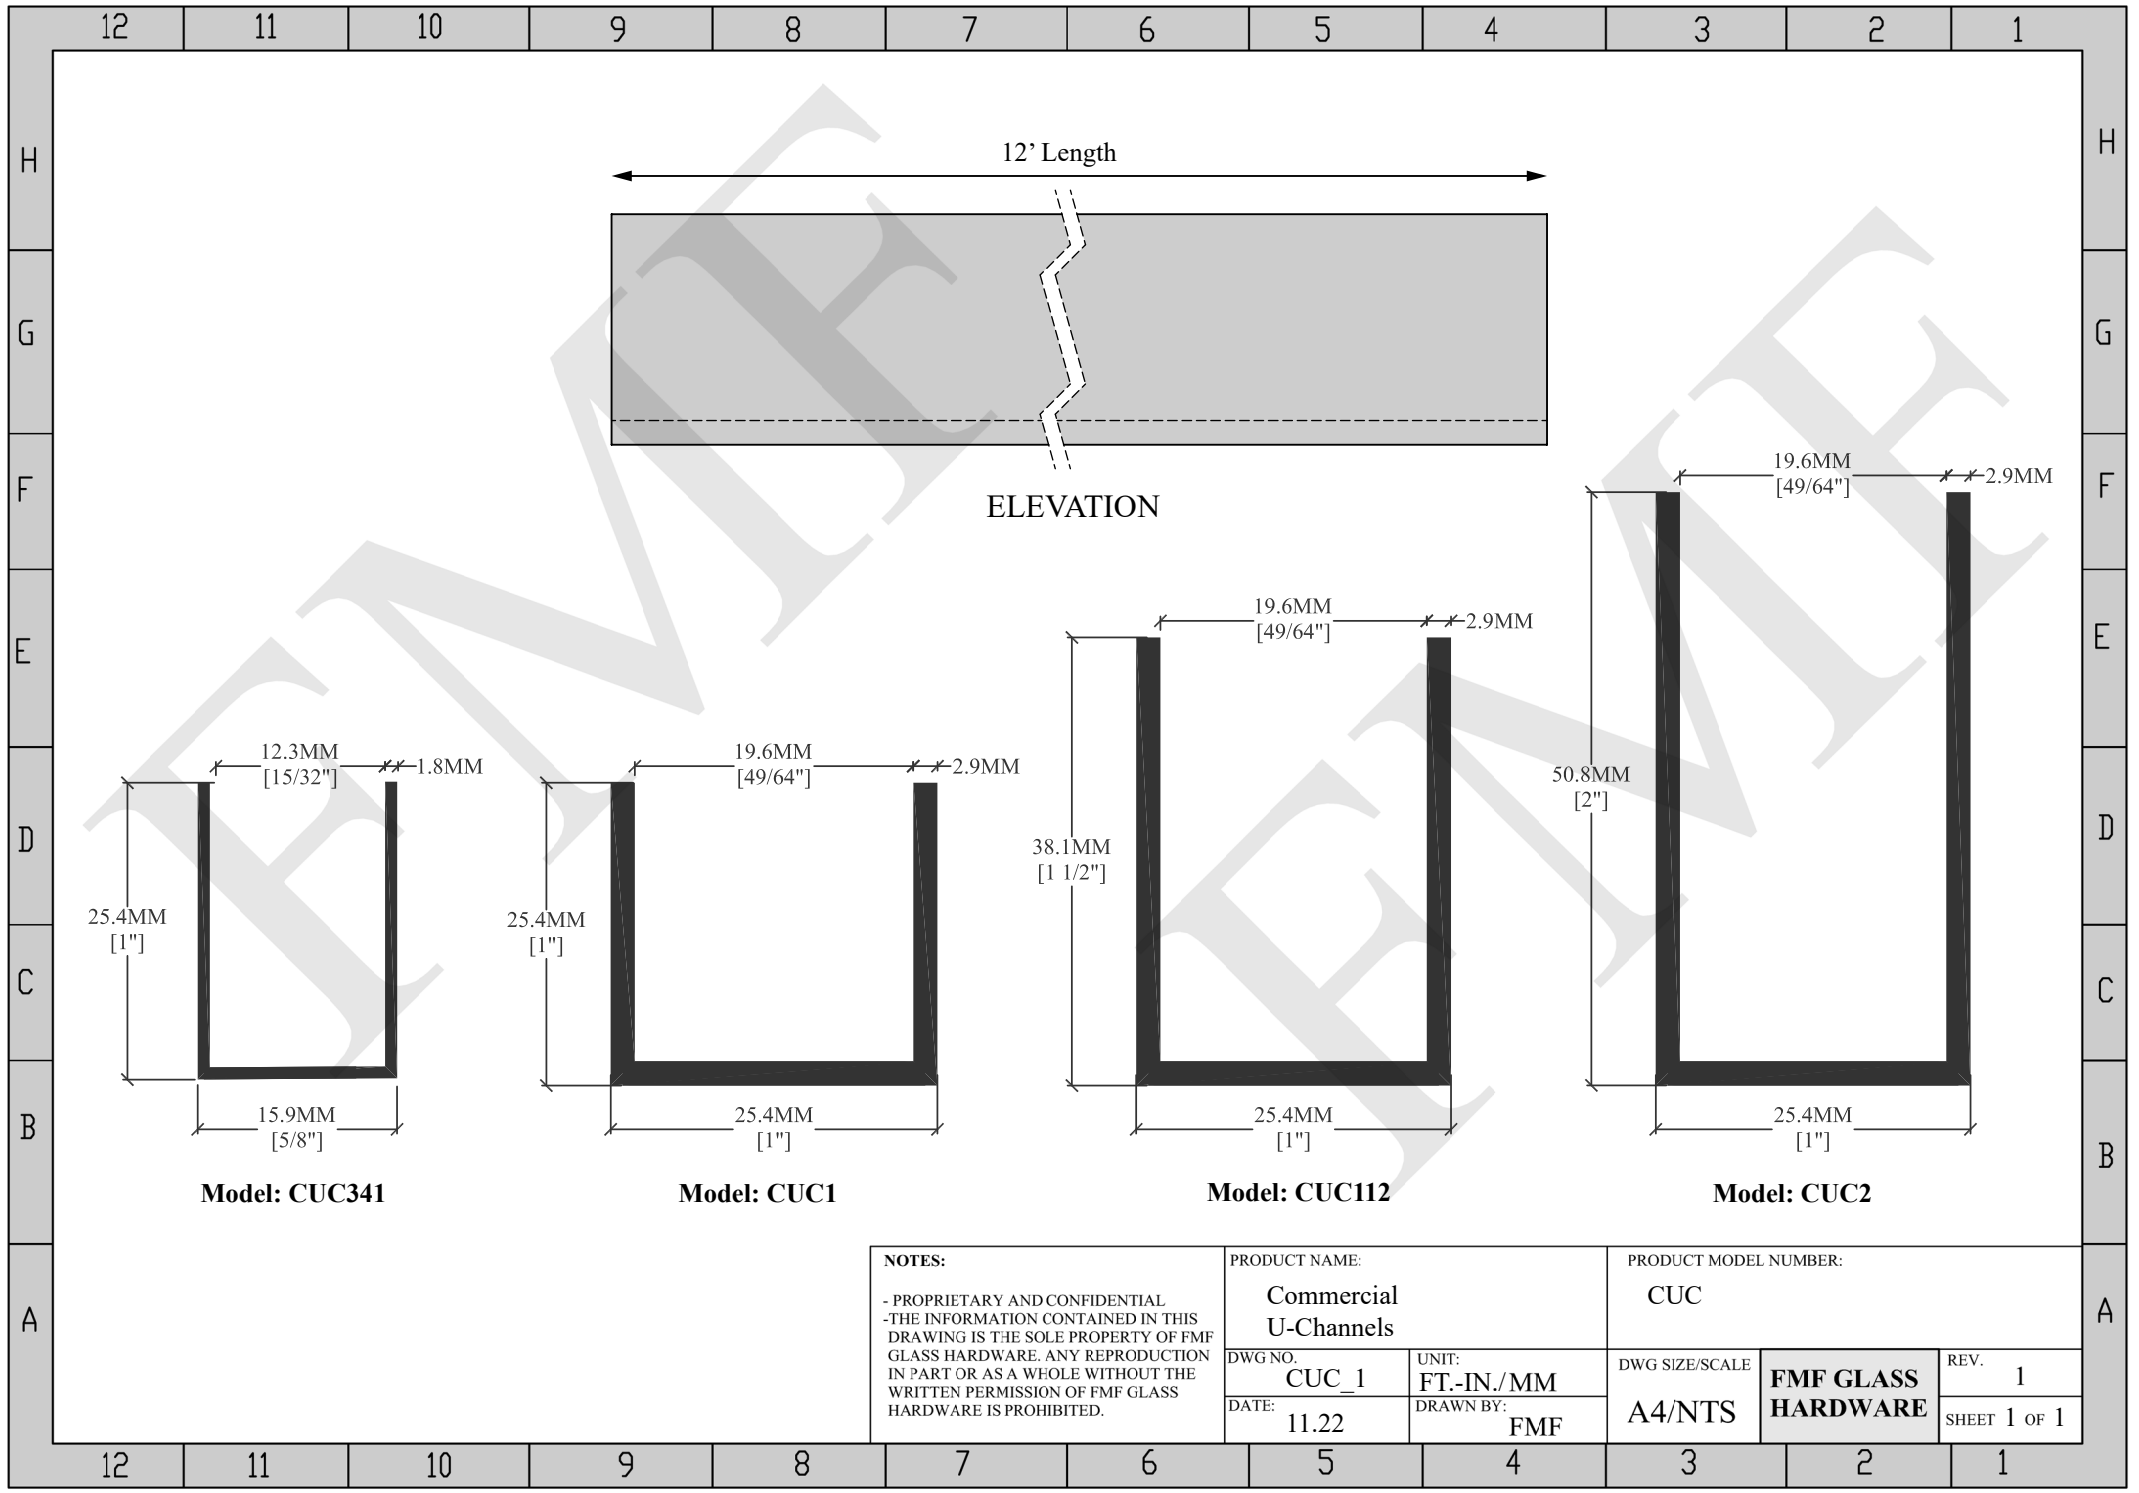 12 11 10 9 8 7 6 5 4 3 2 1
H H
G G
F F
E E
D D
C C
B B
A A
FMF
FMF
12’ Length
ELEVATION
12.3MM
[15/32"]
1.8MM
25.4MM
[1"]
15.9MM
[5/8"]
Model: CUC341
19.6MM
[49/64"]
2.9MM
25.4MM
[1"]
25.4MM
[1"]
Model: CUC1
19.6MM
[49/64"]
2.9MM
38.1MM
[1 1/2"]
25.4MM
[1"]
Model: CUC112
19.6MM
[49/64"]
2.9MM
50.8MM
[2"]
25.4MM
[1"]
Model: CUC2
NOTES:
- PROPRIETARY AND CONFIDENTIAL
-THE INFORMATION CONTAINED IN THIS
DRAWING IS THE SOLE PROPERTY OF FMF
GLASS HARDWARE. ANY REPRODUCTION
IN PART OR AS A WHOLE WITHOUT THE
WRITTEN PERMISSION OF FMF GLASS
HARDWARE IS PROHIBITED.
PRODUCT NAME:
Commercial
U-Channels
PRODUCT MODEL NUMBER:
CUC
DWG NO.
CUC_1
UNIT:
FT.-IN./MM
DATE:
11.22
DRAWN BY:
FMF
DWG SIZE/SCALE
A4/NTS
FMF GLASS
HARDWARE
REV.
1
SHEET 1 OF 1
12 11 10 9 8 7 6 5 4 3 2 1